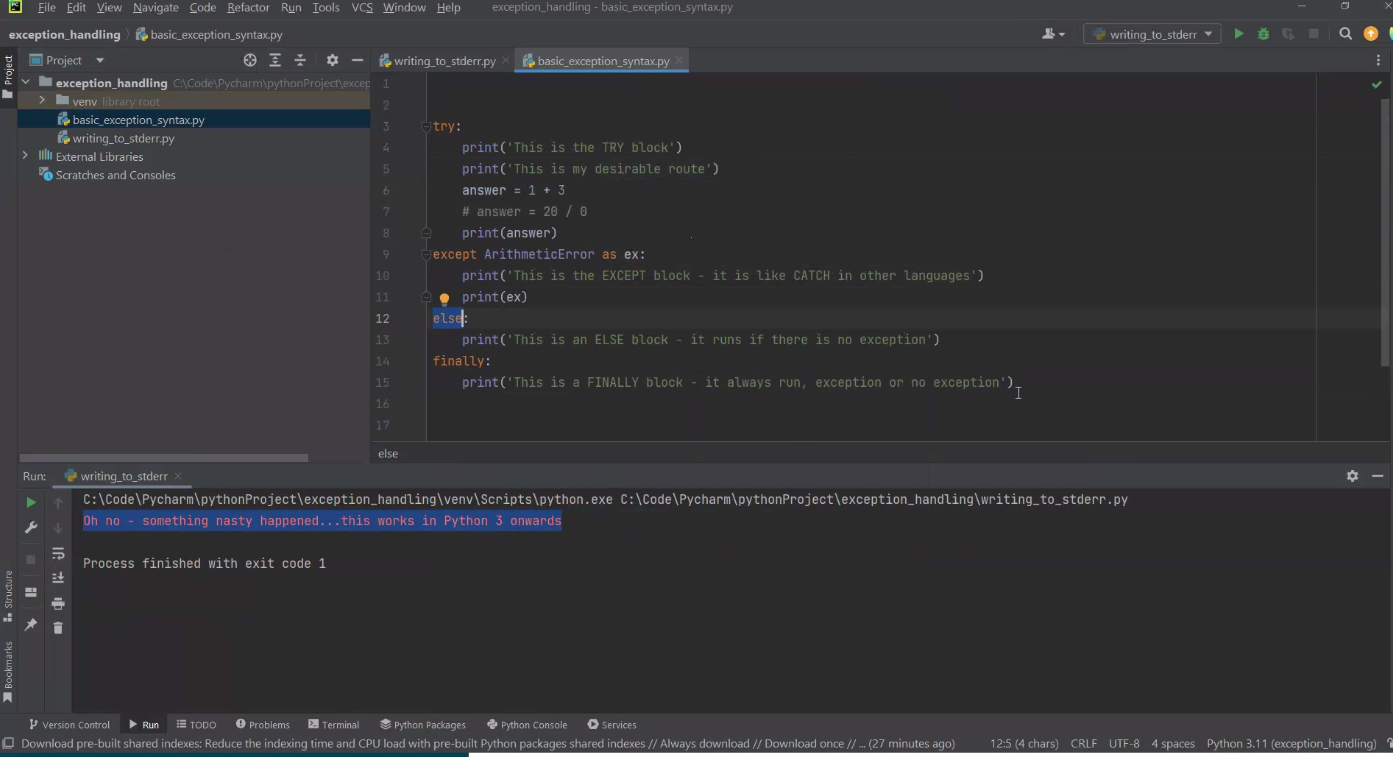 File Edit View Navigate Code Refactor Run Tools VCS Window Help exception_handling - basic_exception_syntax.py
exception_handling basic_exception_syntax.py writing_to_stderr
Project writing_to_stderr.py basic_exception_syntax.py
Project
exception_handling C:\Code\Pycharm\pythonProject\excep
venv library root
basic_exception_syntax.py
writing_to_stderr.py
External Libraries
Scratches and Consoles
1
2
3 try:
4 print('This is the TRY block')
5 print('This is my desirable route')
6 answer = 1 + 3
7 # answer = 20 / 0
8 print(answer)
9 except ArithmeticError as ex:
10 print('This is the EXCEPT block - it is like CATCH in other languages')
11 print(ex)
12 else:
13 print('This is an ELSE block - it runs if there is no exception')
14 finally:
15 print('This is a FINALLY block - it always run, exception or no exception')
16
17
else
Run: writing_to_stderr
C:\Code\Pycharm\pythonProject\exception_handling\venv\Scripts\python.exe C:\Code\Pycharm\pythonProject\exception_handling\writing_to_stderr.py
Oh no - something nasty happened...this works in Python 3 onwards
Process finished with exit code 1
Structure
Bookmarks
Version Control Run TODO Problems Terminal Python Packages Python Console Services
Download pre-built shared indexes: Reduce the indexing time and CPU load with pre-built Python packages shared indexes // Always download // Download once // ... (27 minutes ago) 12:5 (4 chars) CRLF UTF-8 4 spaces Python 3.11 (exception_handling)